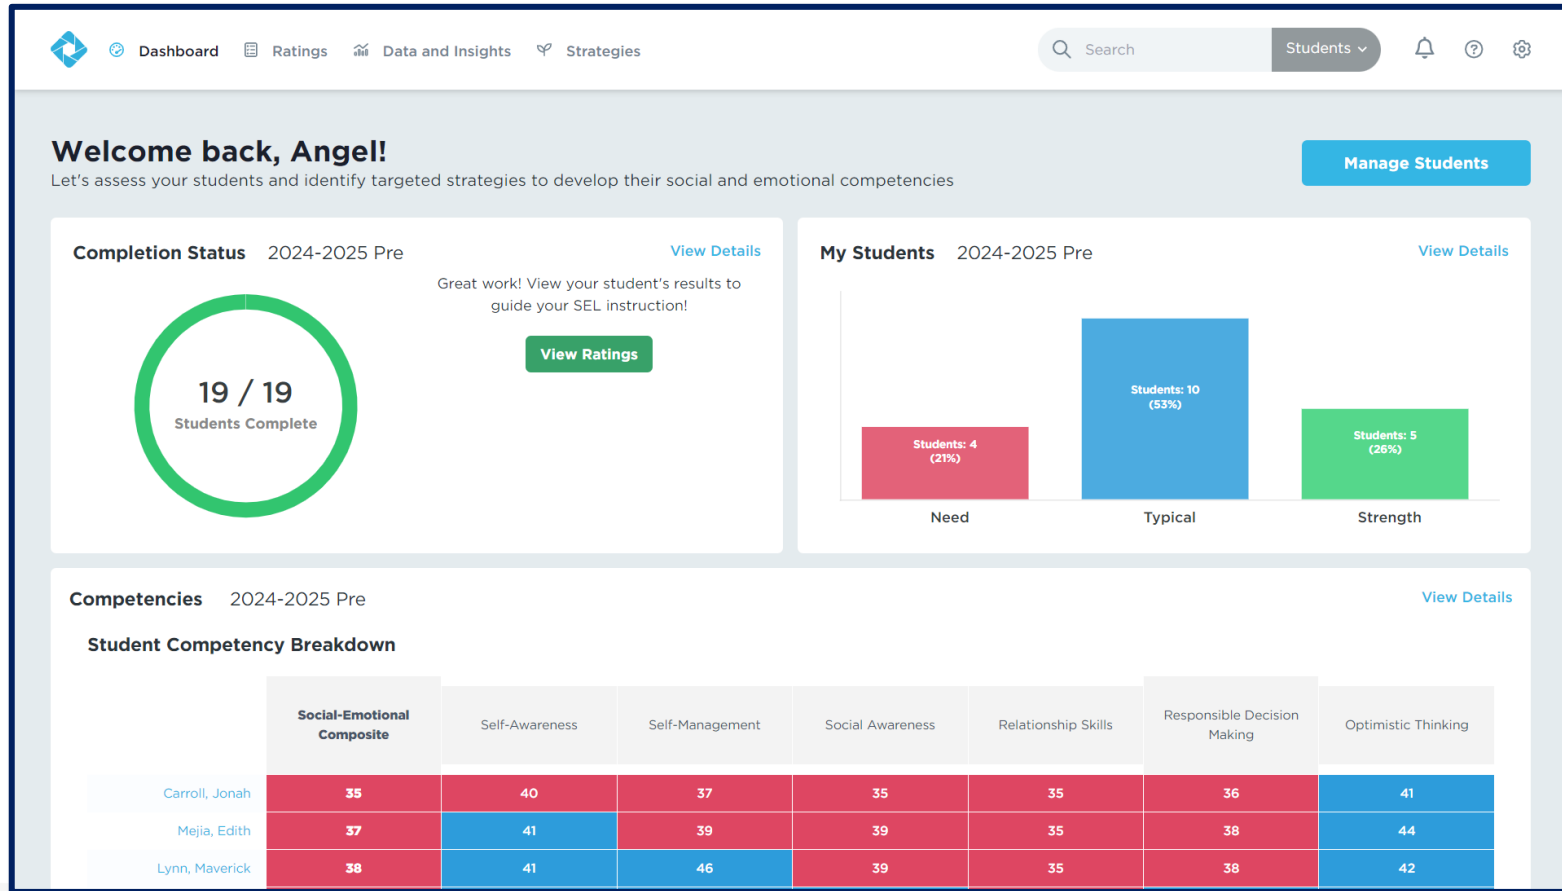 Dashboard Ratings Data and Insights Strategies Search Students
Welcome back, Angel!
Let's assess your students and identify targeted strategies to develop their social and emotional competencies
Manage Students
Completion Status 2024-2025 Pre View Details
Great work! View your student's results to
guide your SEL instruction!
View Ratings
19 / 19
Students Complete
My Students 2024-2025 Pre View Details
Students: 4
(21%)
Students: 10
(53%)
Students: 5
(26%)
Need Typical Strength
Competencies 2024-2025 Pre View Details
Student Competency Breakdown
Social-Emotional
Composite
Self-Awareness
Self-Management
Social Awareness
Relationship Skills
Responsible Decision
Making
Optimistic Thinking
Carroll, Jonah 35 40 37 35 35 36 41
Mejia, Edith 37 41 39 39 35 38 44
Lynn, Maverick 38 41 46 39 35 38 42